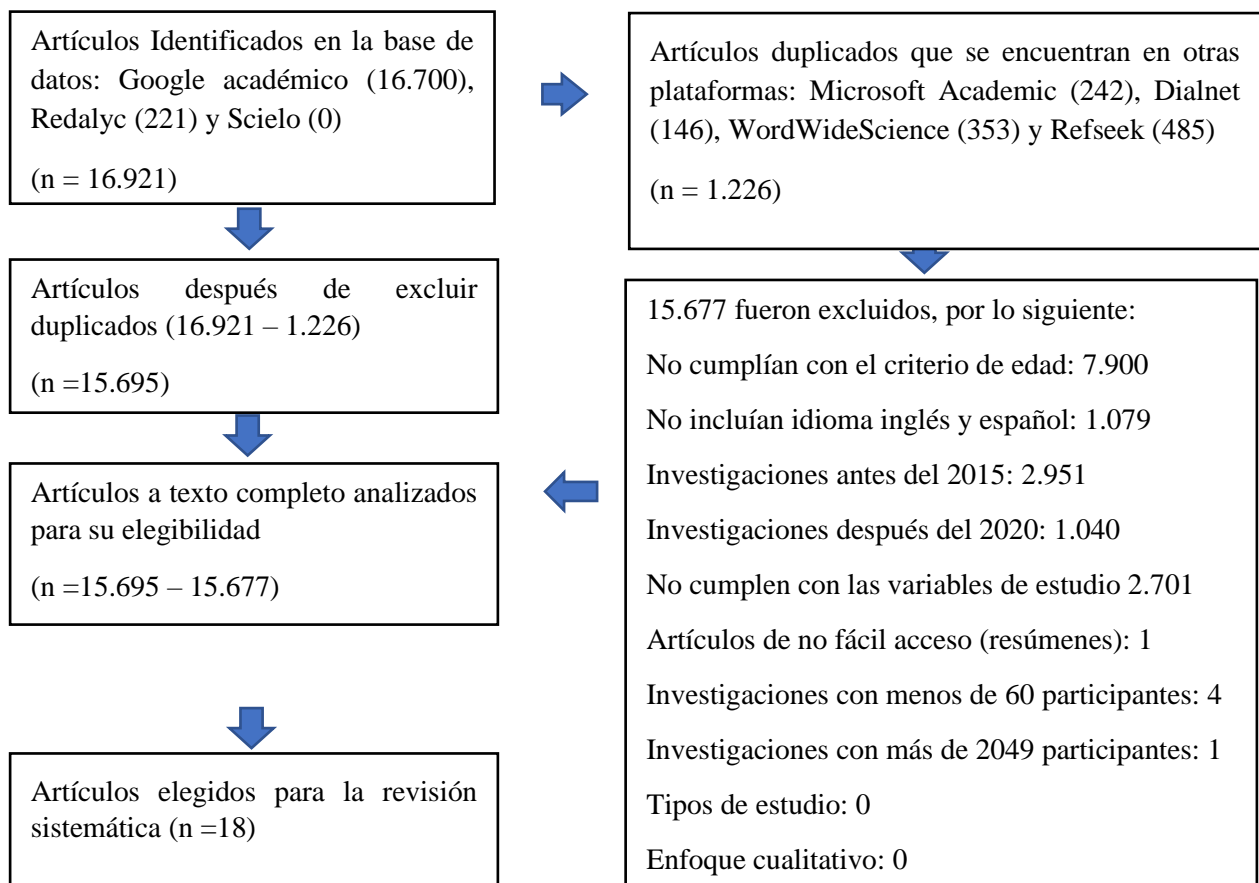 Artículos Identificados en la base de
datos: Google académico (16.700),
Redalyc (221) y Scielo (0)
(n = 16.921)
Artículos duplicados que se encuentran en otras
plataformas: Microsoft Academic (242), Dialnet
(146), WordWideScience (353) y Refseek (485)
(n = 1.226)
Artículos después de excluir
duplicados (16.921 – 1.226)
(n =15.695)
15.677 fueron excluidos, por lo siguiente:
No cumplían con el criterio de edad: 7.900
No incluían idioma inglés y español: 1.079
Investigaciones antes del 2015: 2.951
Investigaciones después del 2020: 1.040
No cumplen con las variables de estudio 2.701
Artículos de no fácil acceso (resúmenes): 1
Investigaciones con menos de 60 participantes: 4
Investigaciones con más de 2049 participantes: 1
Tipos de estudio: 0
Enfoque cualitativo: 0
Artículos a texto completo analizados
para su elegibilidad
(n =15.695 – 15.677)
Artículos elegidos para la revisión
sistemática (n =18)